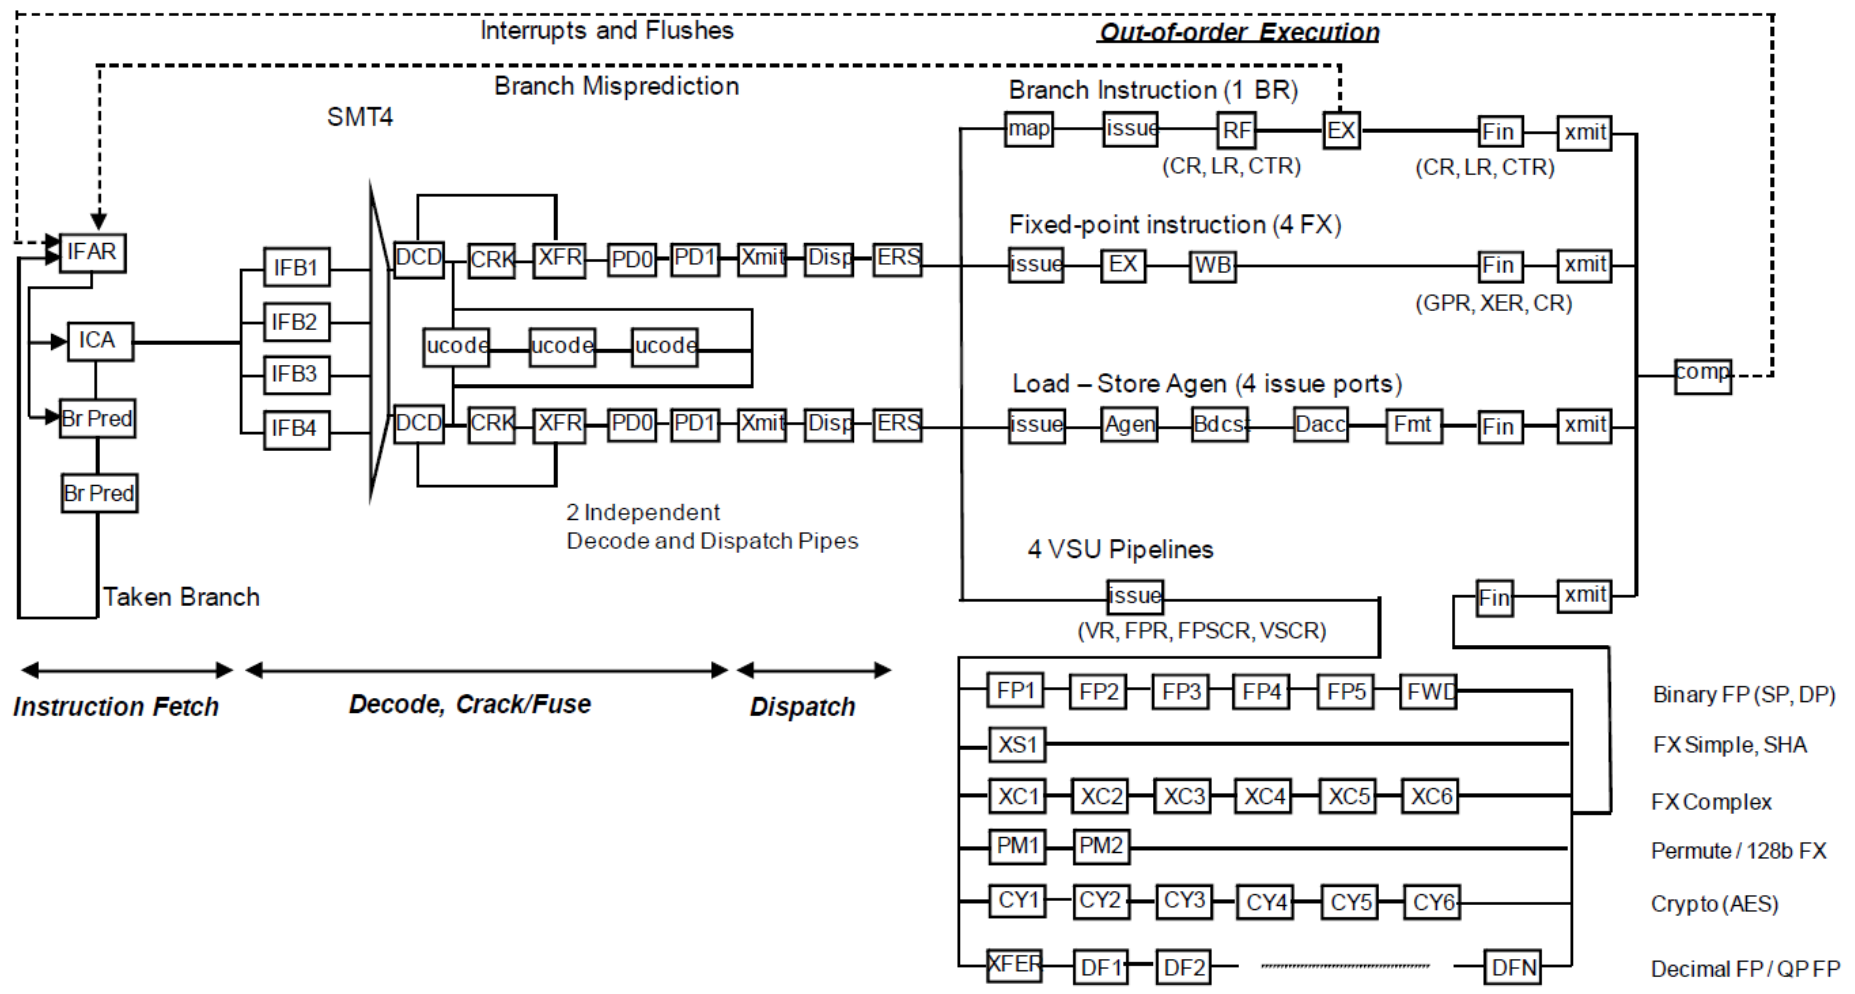 Interrupts and Flushes
Out-of-order Execution
Branch Misprediction
SMT4
Branch Instruction (1 BR)
map issue RF EX Fin xmit
(CR, LR, CTR) (CR, LR, CTR)
Fixed-point instruction (4 FX)
IFAR
IFB1
DCD CRK XFR PD0 PD1 Xmit Disp ERS
issue EX WB Fin xmit
(GPR, XER, CR)
IFB2
ICA
ucode ucode ucode
IFB3
comp
Load – Store Agen (4 issue ports)
Br Pred
IFB4
DCD CRK XFR PD0 PD1 Xmit Disp ERS
issue Agen Bdcst Dacc Fmt Fin xmit
Br Pred
2 Independent
Decode and Dispatch Pipes
4 VSU Pipelines
Taken Branch
issue Fin xmit
(VR, FPR, FPSCR, VSCR)
Instruction Fetch
Decode, Crack/Fuse
Dispatch
FP1 FP2 FP3 FP4 FP5 FWD Binary FP (SP, DP)
XS1 FX Simple, SHA
XC1 XC2 XC3 XC4 XC5 XC6 FX Complex
PM1 PM2 Permute / 128b FX
CY1 CY2 CY3 CY4 CY5 CY6 Crypto (AES)
XFER DF1 DF2 DFN Decimal FP / QP FP